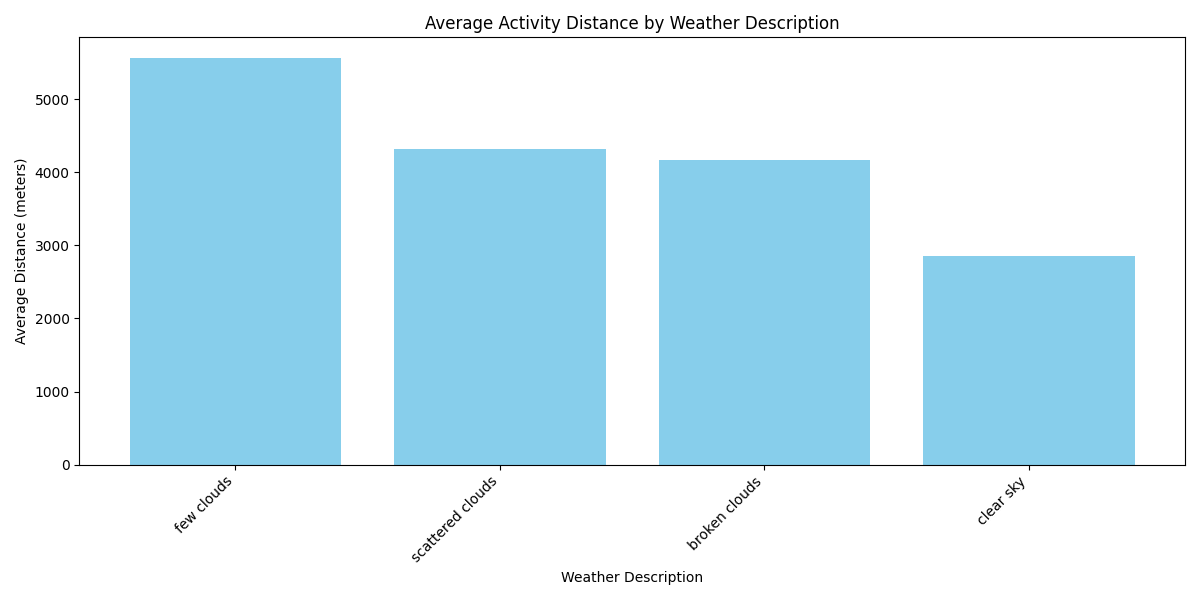 Average Activity Distance by Weather Description
Average Distance (meters)
5000
4000
3000
2000
1000
0
few clouds
scattered clouds
broken clouds
clear sky
Weather Description